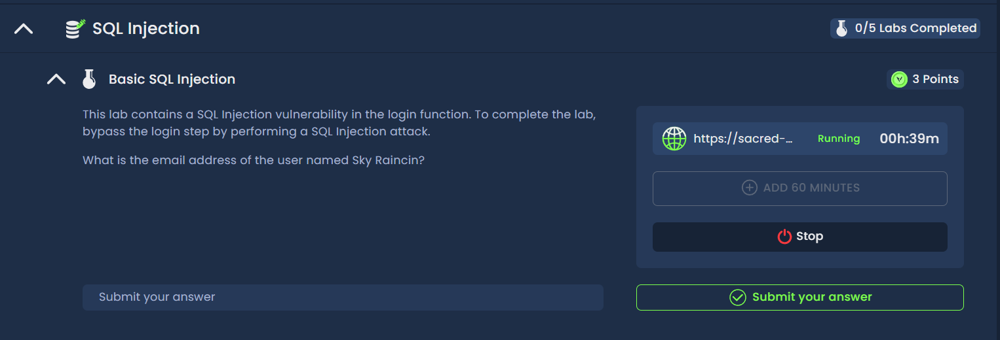 SQL Injection
0/5 Labs Completed
Basic SQL Injection
3 Points
This lab contains a SQL Injection vulnerability in the login function. To complete the lab,
bypass the login step by performing a SQL Injection attack.
What is the email address of the user named Sky Raincin?
https://sacred-... Running 00h:39m
ADD 60 MINUTES
Stop
Submit your answer
Submit your answer